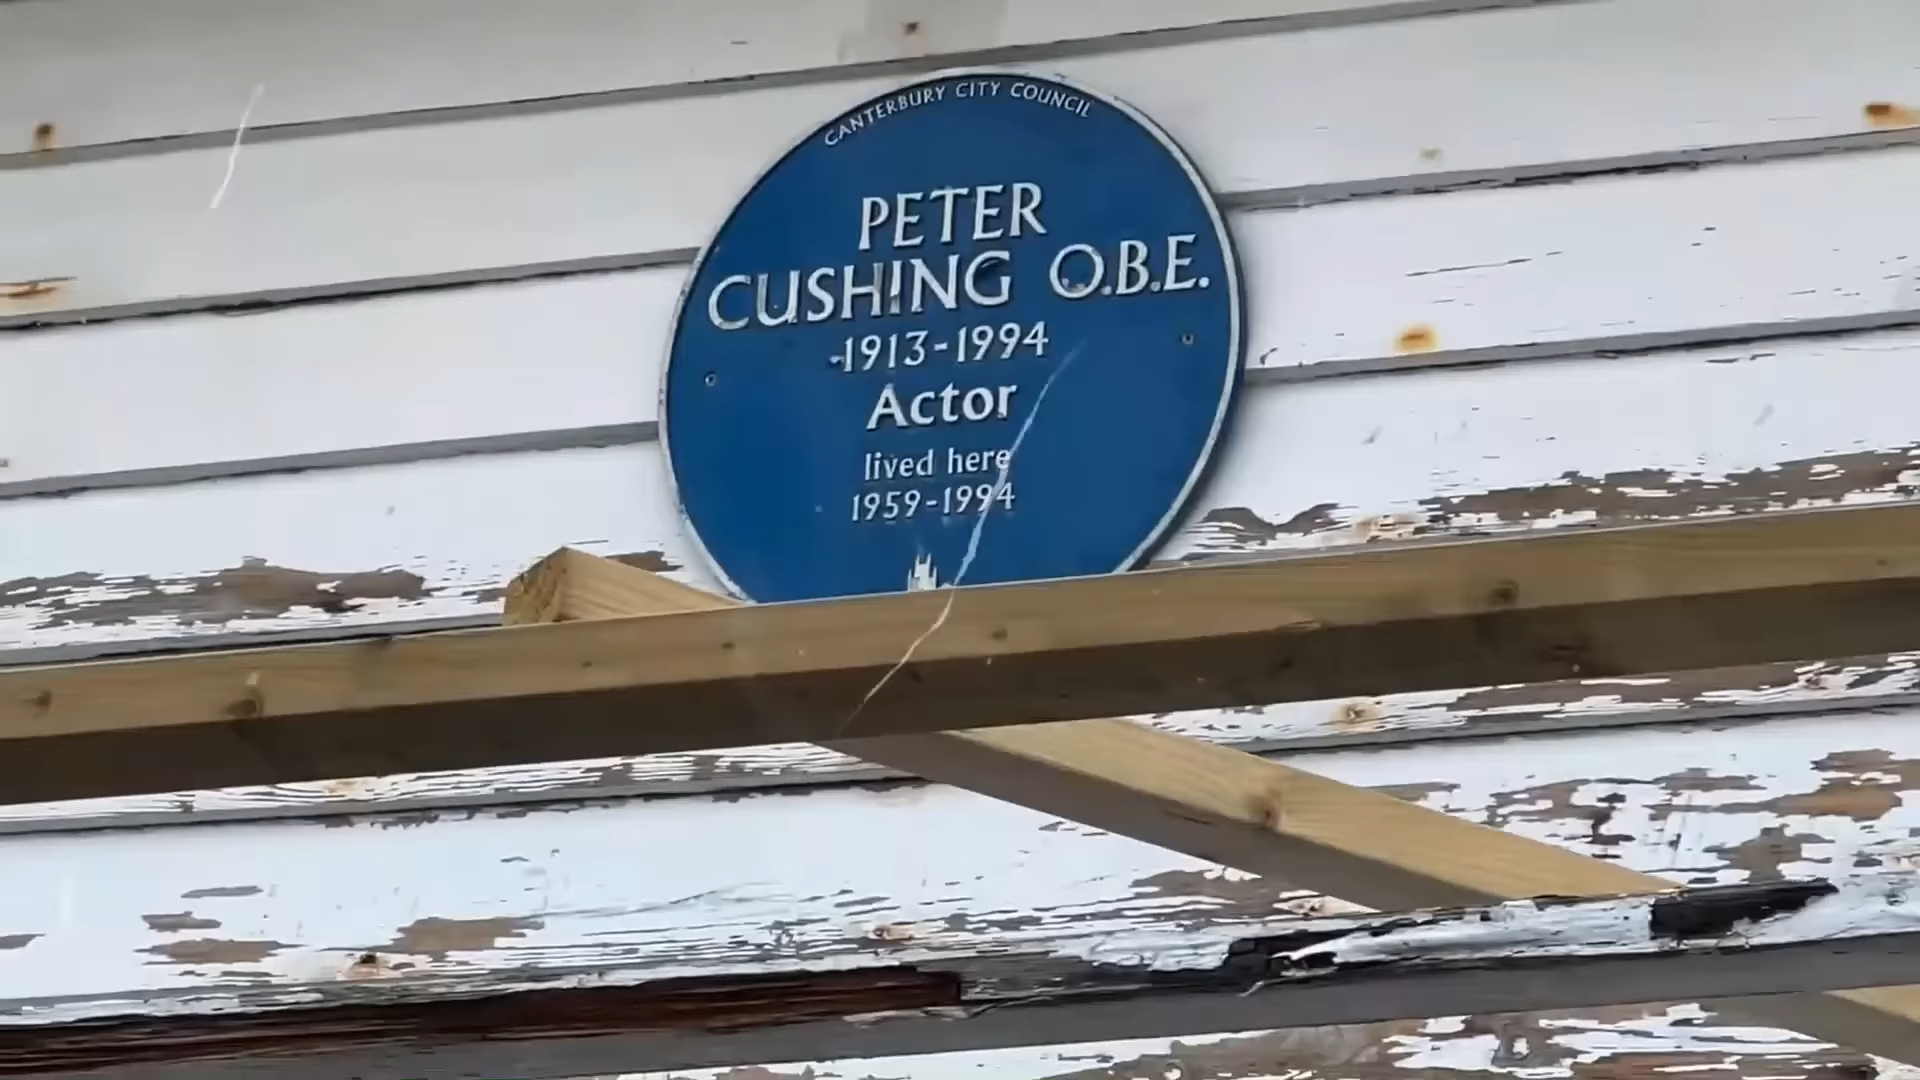 CANTERBURY CITY COUNCIL
PETER
CUSHING O.B.E.
1913-1994
Actor
lived here
1959-1994